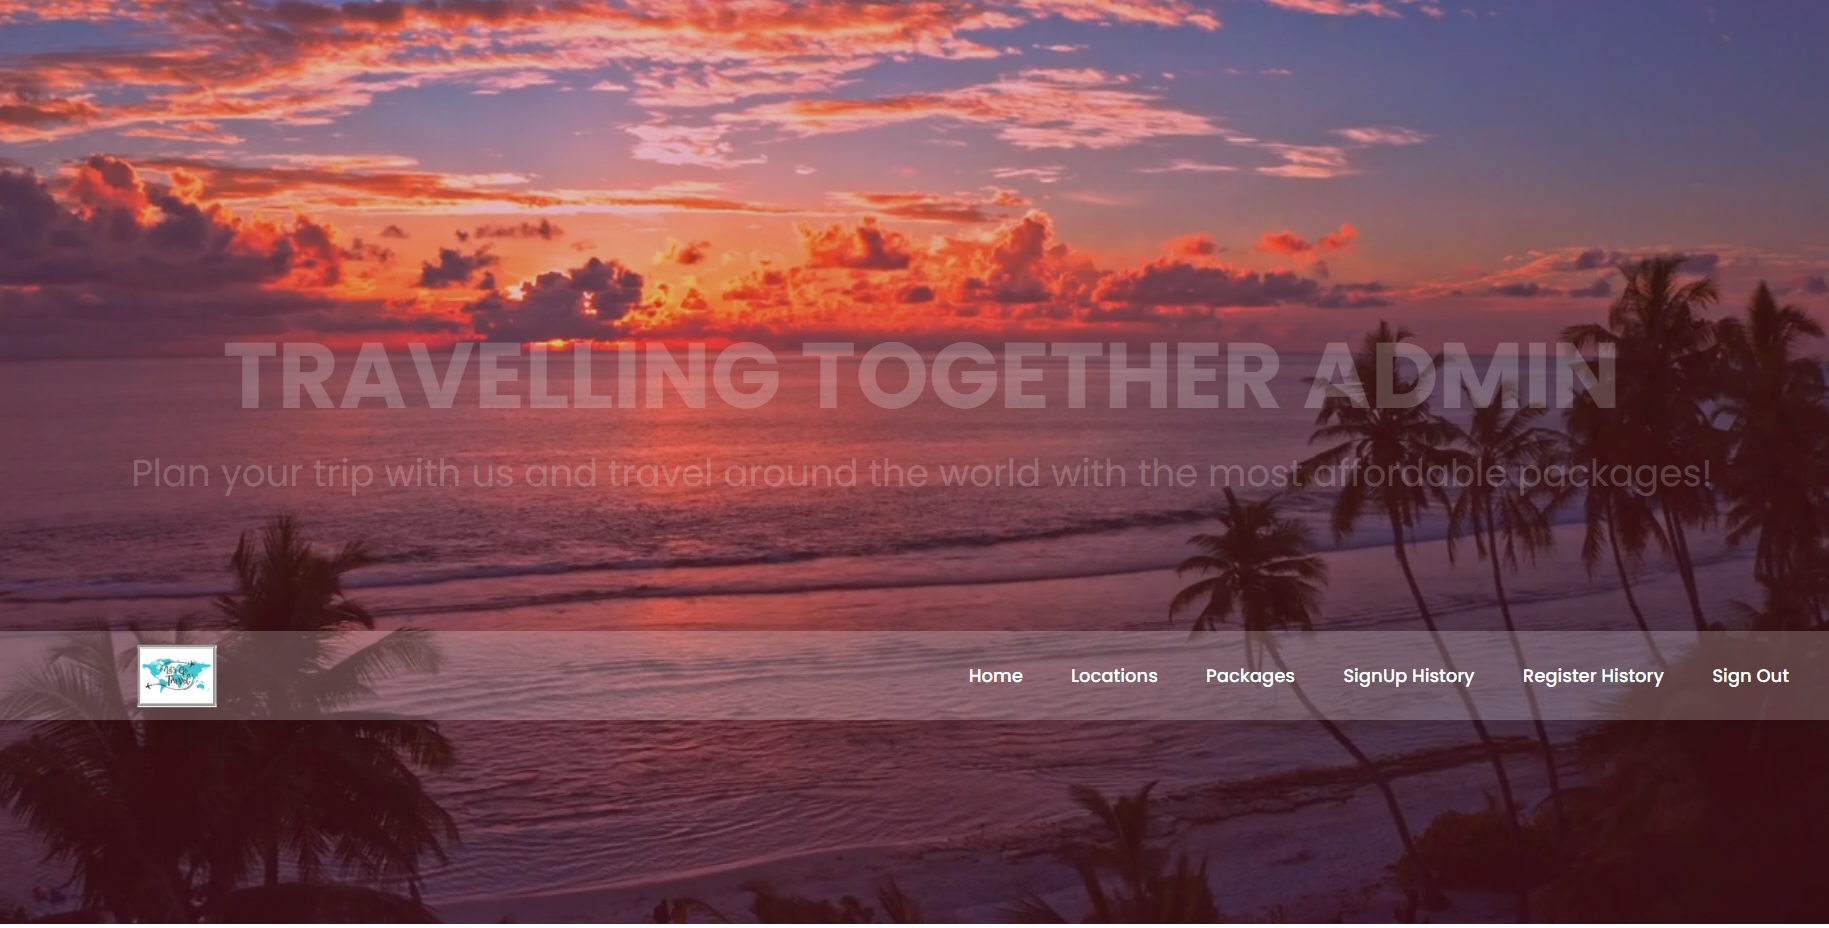 TRAVELLING TOGETHER ADMIN
Plan your trip with us and travel around the world with the most affordable packages!
Home Locations Packages SignUp History Register History Sign Out